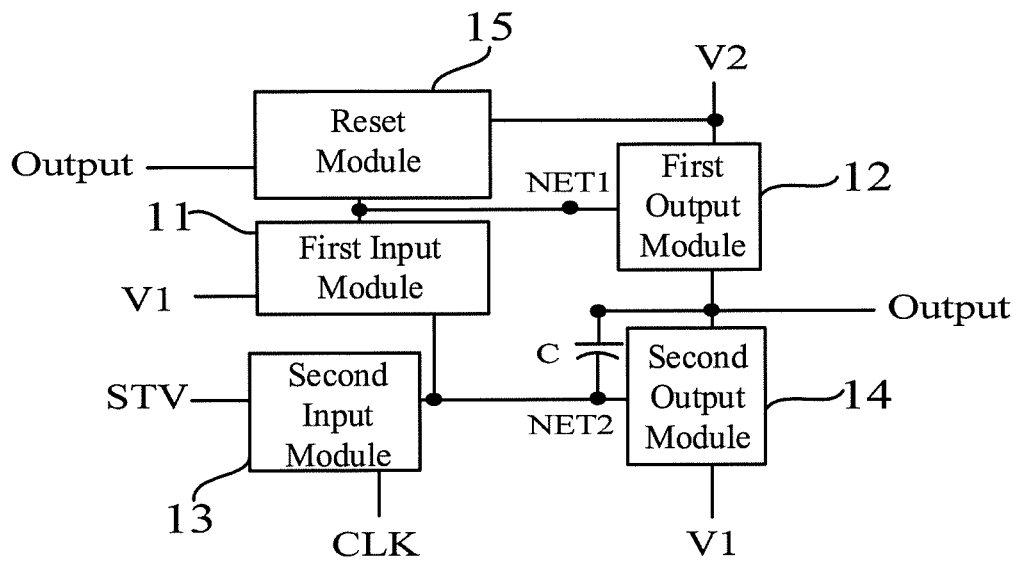 15
V2
Reset
Module
Output
First
Output
Module
12
NET1
11
First Input
Module
V1
Output
C
Second
Output
Module
14
Second
Input
Module
STV
NET2
13
CLK
V1